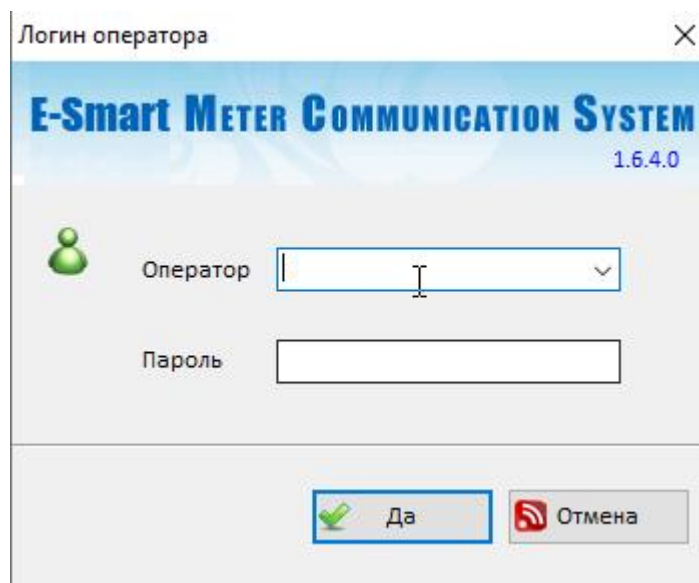 Логин оператора
E-Smart Meter Communication System
1.6.4.0
Оператор
Пароль
Да
Отмена